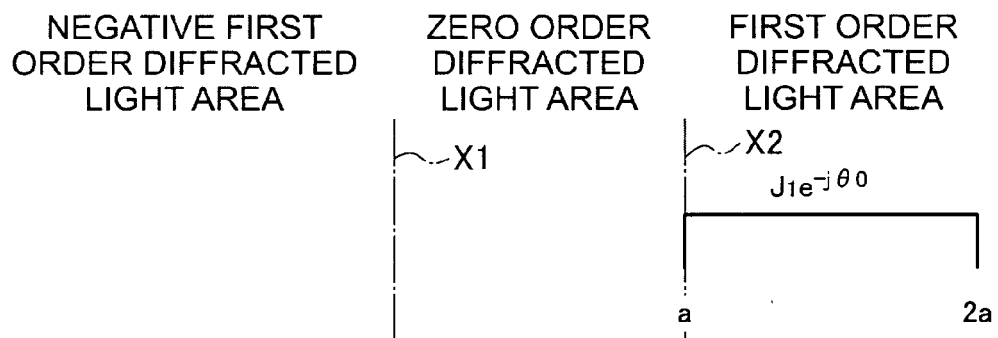 NEGATIVE FIRST
ORDER DIFFRACTED
LIGHT AREA
ZERO ORDER
DIFFRACTED
LIGHT AREA
FIRST ORDER
DIFFRACTED
LIGHT AREA
X1
X2
J1e-jθ0
a
2a